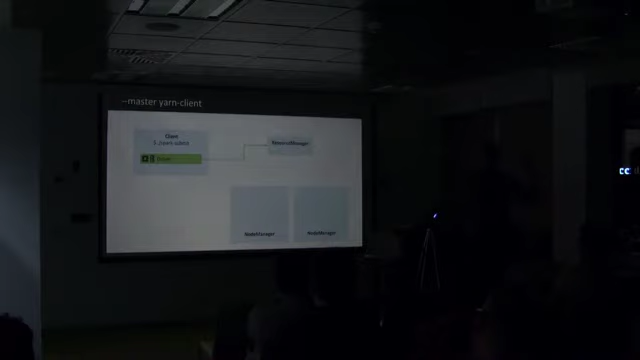 --master yarn-client
Client
ResourceManager
NodeManager
NodeManager
cc